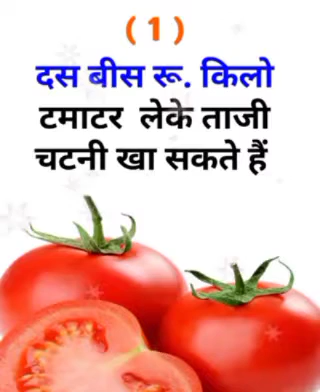 ( 1 )
दस बीस रू. किलो
टमाटर लेके ताजी
चटनी खा सकते हैं